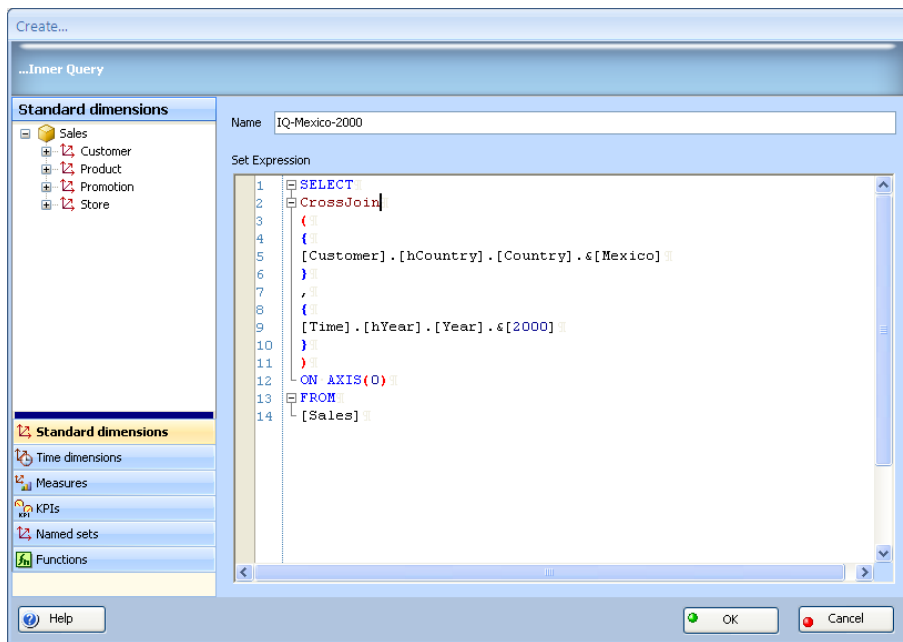 Create...
...Inner Query
Standard dimensions
Sales
Customer
Product
Promotion
Store
Standard dimensions
Time dimensions
Measures
KPI KPIs
Named sets
fn Functions
Name IQ-Mexico-2000
Set Expression
1 SELECT
2 CrossJoin
3 (
4 {
5 [Customer].[hCountry].[Country].&[Mexico]
6 }
7 ,
8 {
9 [Time].[hYear].[Year].&[2000]
10 }
11 )
12 ON AXIS(0)
13 FROM
14 [Sales]
Help
OK
Cancel